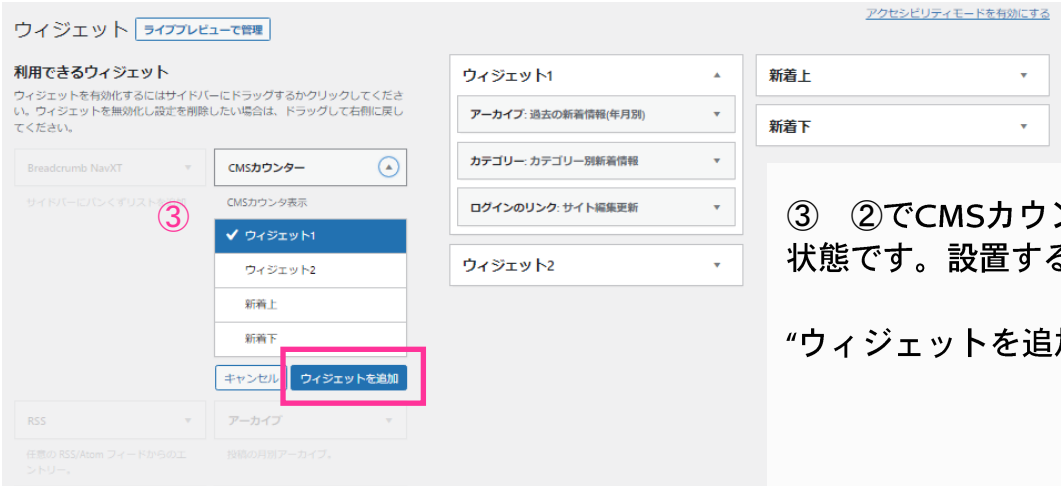 アクセシビリティモードを有効にする
ウィジェット ライブプレビューで管理
利用できるウィジェット
ウィジェットを有効化するにはサイドバーにドラッグするかクリックしてくださ
い。ウィジェットを無効化し設定を削除したい場合は、ドラッグして右側に戻し
てください。
Breadcrumb NavXT
サイドバーにパンくずリストを
③
CMSカウンター
CMSカウンタ表示
ウィジェット1
ウィジェット2
新着上
新着下
キャンセル ウィジェットを追加
RSS
任意の RSS/Atom フィードからのエ
ントリー。
アーカイブ
投稿の月別アーカイブ。
ウィジェット1
アーカイブ: 過去の新着情報(年月別)
カテゴリー: カテゴリー別新着情報
ログインのリンク: サイト編集更新
ウィジェット2
新着上
新着下
③ ②でCMSカウン
状態です。設置する
“ウィジェットを追加